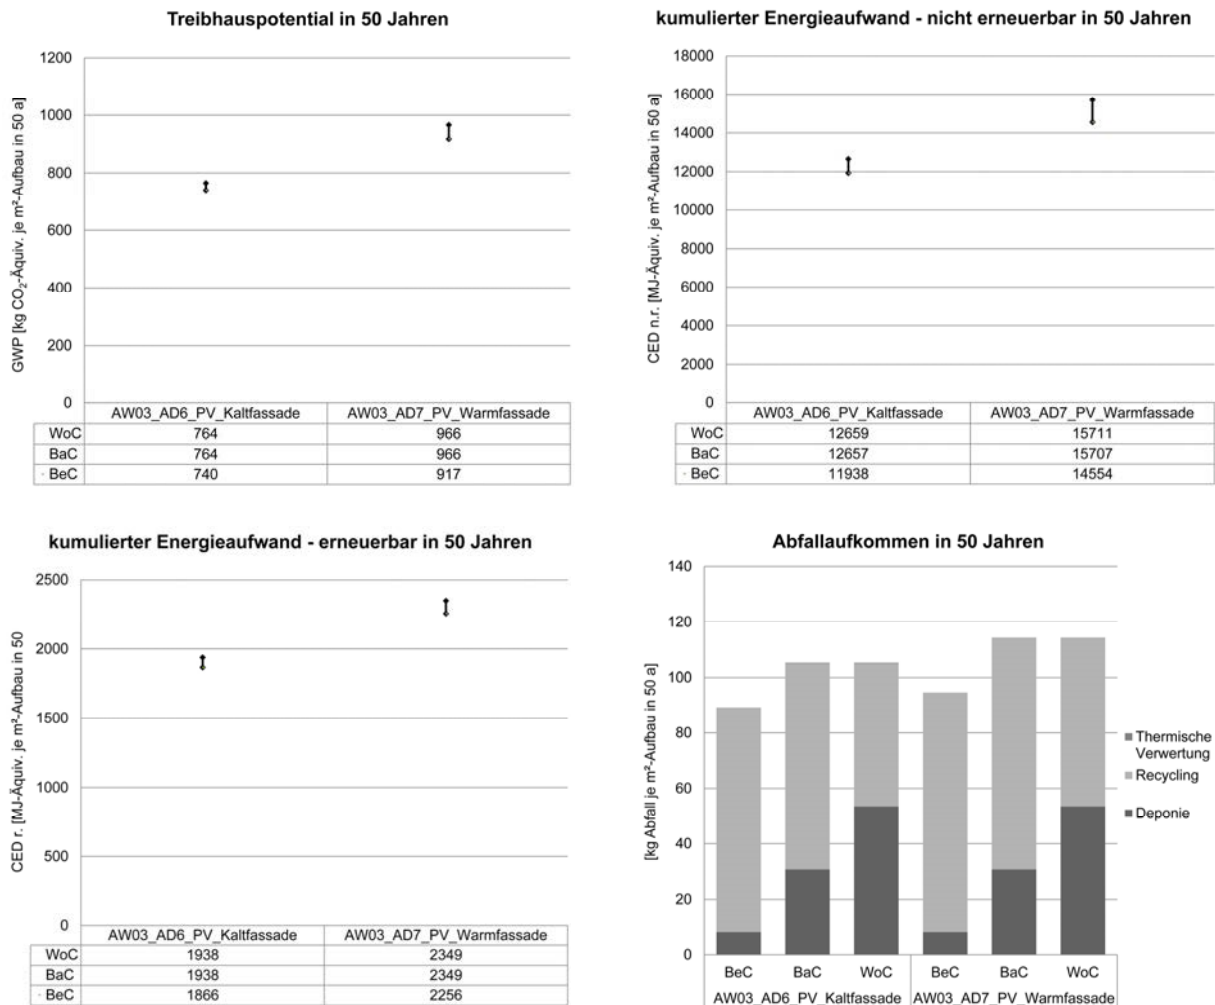 Treibhauspotential in 50 Jahren
GWP [kg CO₂-Äquiv. je m²-Aufbau in 50 a]
1200
1000
800
600
400
200
0
AW03_AD6_PV_Kaltfassade AW03_AD7_PV_Warmfassade
WoC 764 966
BaC 764 966
BeC 740 917
kumulierter Energieaufwand - nicht erneuerbar in 50 Jahren
CED n.r. [MJ-Äquiv. je m²-Aufbau in 50 a]
18000
16000
14000
12000
10000
8000
6000
4000
2000
0
AW03_AD6_PV_Kaltfassade AW03_AD7_PV_Warmfassade
WoC 12659 15711
BaC 12657 15707
BeC 11938 14554
kumulierter Energieaufwand - erneuerbar in 50 Jahren
CED r. [MJ-Äquiv. je m²-Aufbau in 50
2500
2000
1500
1000
500
0
AW03_AD6_PV_Kaltfassade AW03_AD7_PV_Warmfassade
WoC 1938 2349
BaC 1938 2349
BeC 1866 2256
Abfallaufkommen in 50 Jahren
[kg Abfall je m²-Aufbau in 50 a]
140
120
100
80
60
40
20
0
BeC BaC WoC BeC BaC WoC
AW03_AD6_PV_Kaltfassade AW03_AD7_PV_Warmfassade
Thermische
Verwertung
Recycling
Deponie